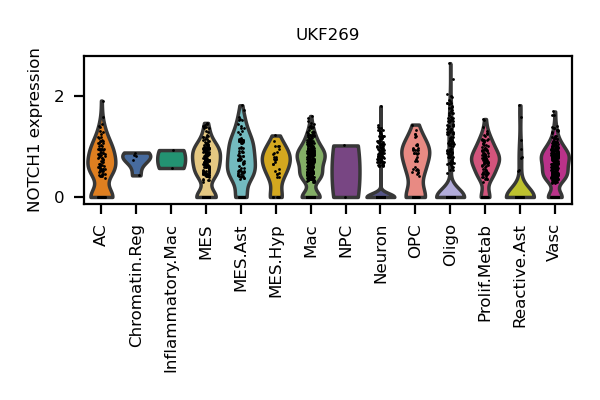 UKF269
NOTCH1 expression
2
0
AC
Chromatin.Reg
Inflammatory.Mac
MES
MES.Ast
MES.Hyp
Mac
NPC
Neuron
OPC
Oligo
Prolif.Metab
Reactive.Ast
Vasc